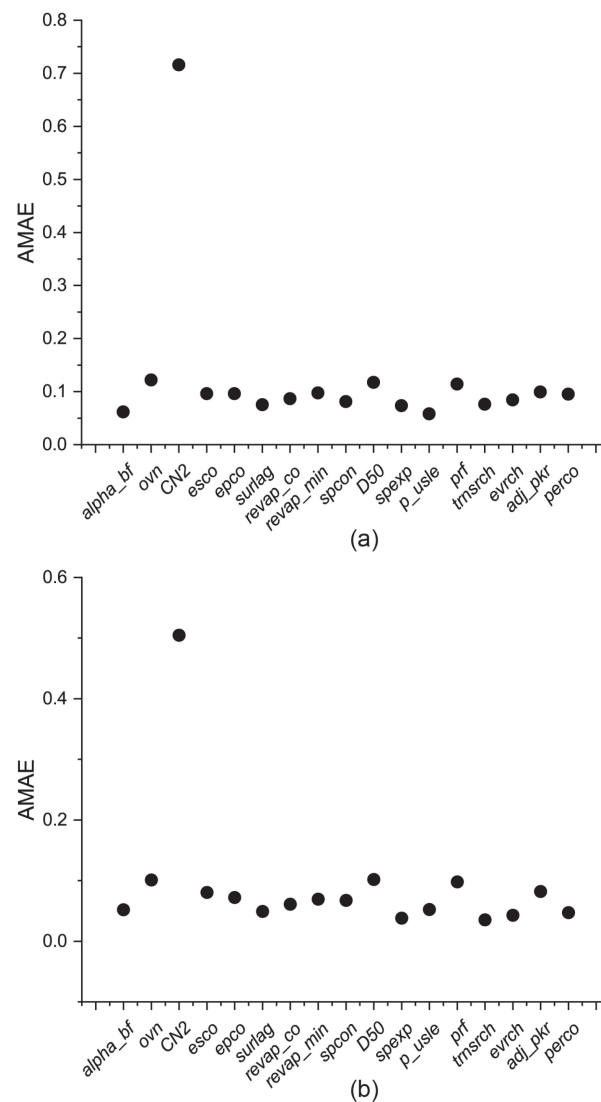 0.8
0.7
0.6
0.5
0.4
0.3
0.2
0.1
0.0
AMAE
alpha_bf
ovn
CN2
esco
epco
surlag
revap_co
revap_min
spcon
D50
spexp
p_usle
prf
trnsrch
evrch
adj_pkr
perco
(a)
0.6
0.4
0.2
0.0
AMAE
alpha_bf
ovn
CN2
esco
epco
surlag
revap_co
revap_min
spcon
D50
spexp
p_usle
prf
trnsrch
evrch
adj_pkr
perco
(b)